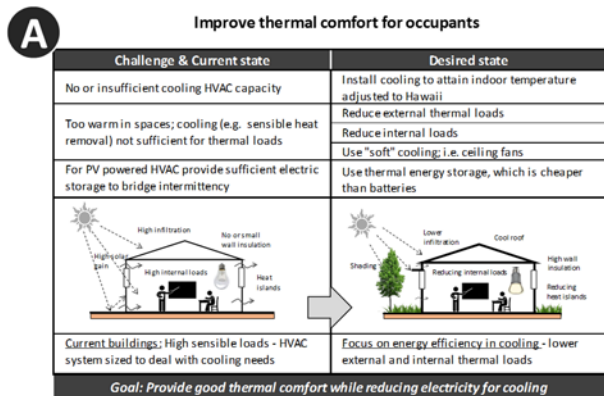 A
Improve thermal comfort for occupants
Challenge & Current state
Desired state
No or insufficient cooling HVAC capacity
Install cooling to attain indoor temperature
adjusted to Hawaii
Too warm in spaces; cooling (e.g. sensible heat
removal) not sufficient for thermal loads
Reduce external thermal loads
Reduce internal loads
Use "soft" cooling; i.e. ceiling fans
For PV powered HVAC provide sufficient electric
storage to bridge intermittency
Use thermal energy storage, which is cheaper
than batteries
High infiltration
No or small
wall insulation
High solar
gain
High internal loads
Heat
islands
Lower
infiltration
Cool roof
Shading
High wall
insulation
Reducing internal loads
Reducing
heat islands
Current buildings; High sensible loads - HVAC
system sized to deal with cooling needs
Focus on energy efficiency in cooling - lower
external and internal thermal loads
Goal: Provide good thermal comfort while reducing electricity for cooling